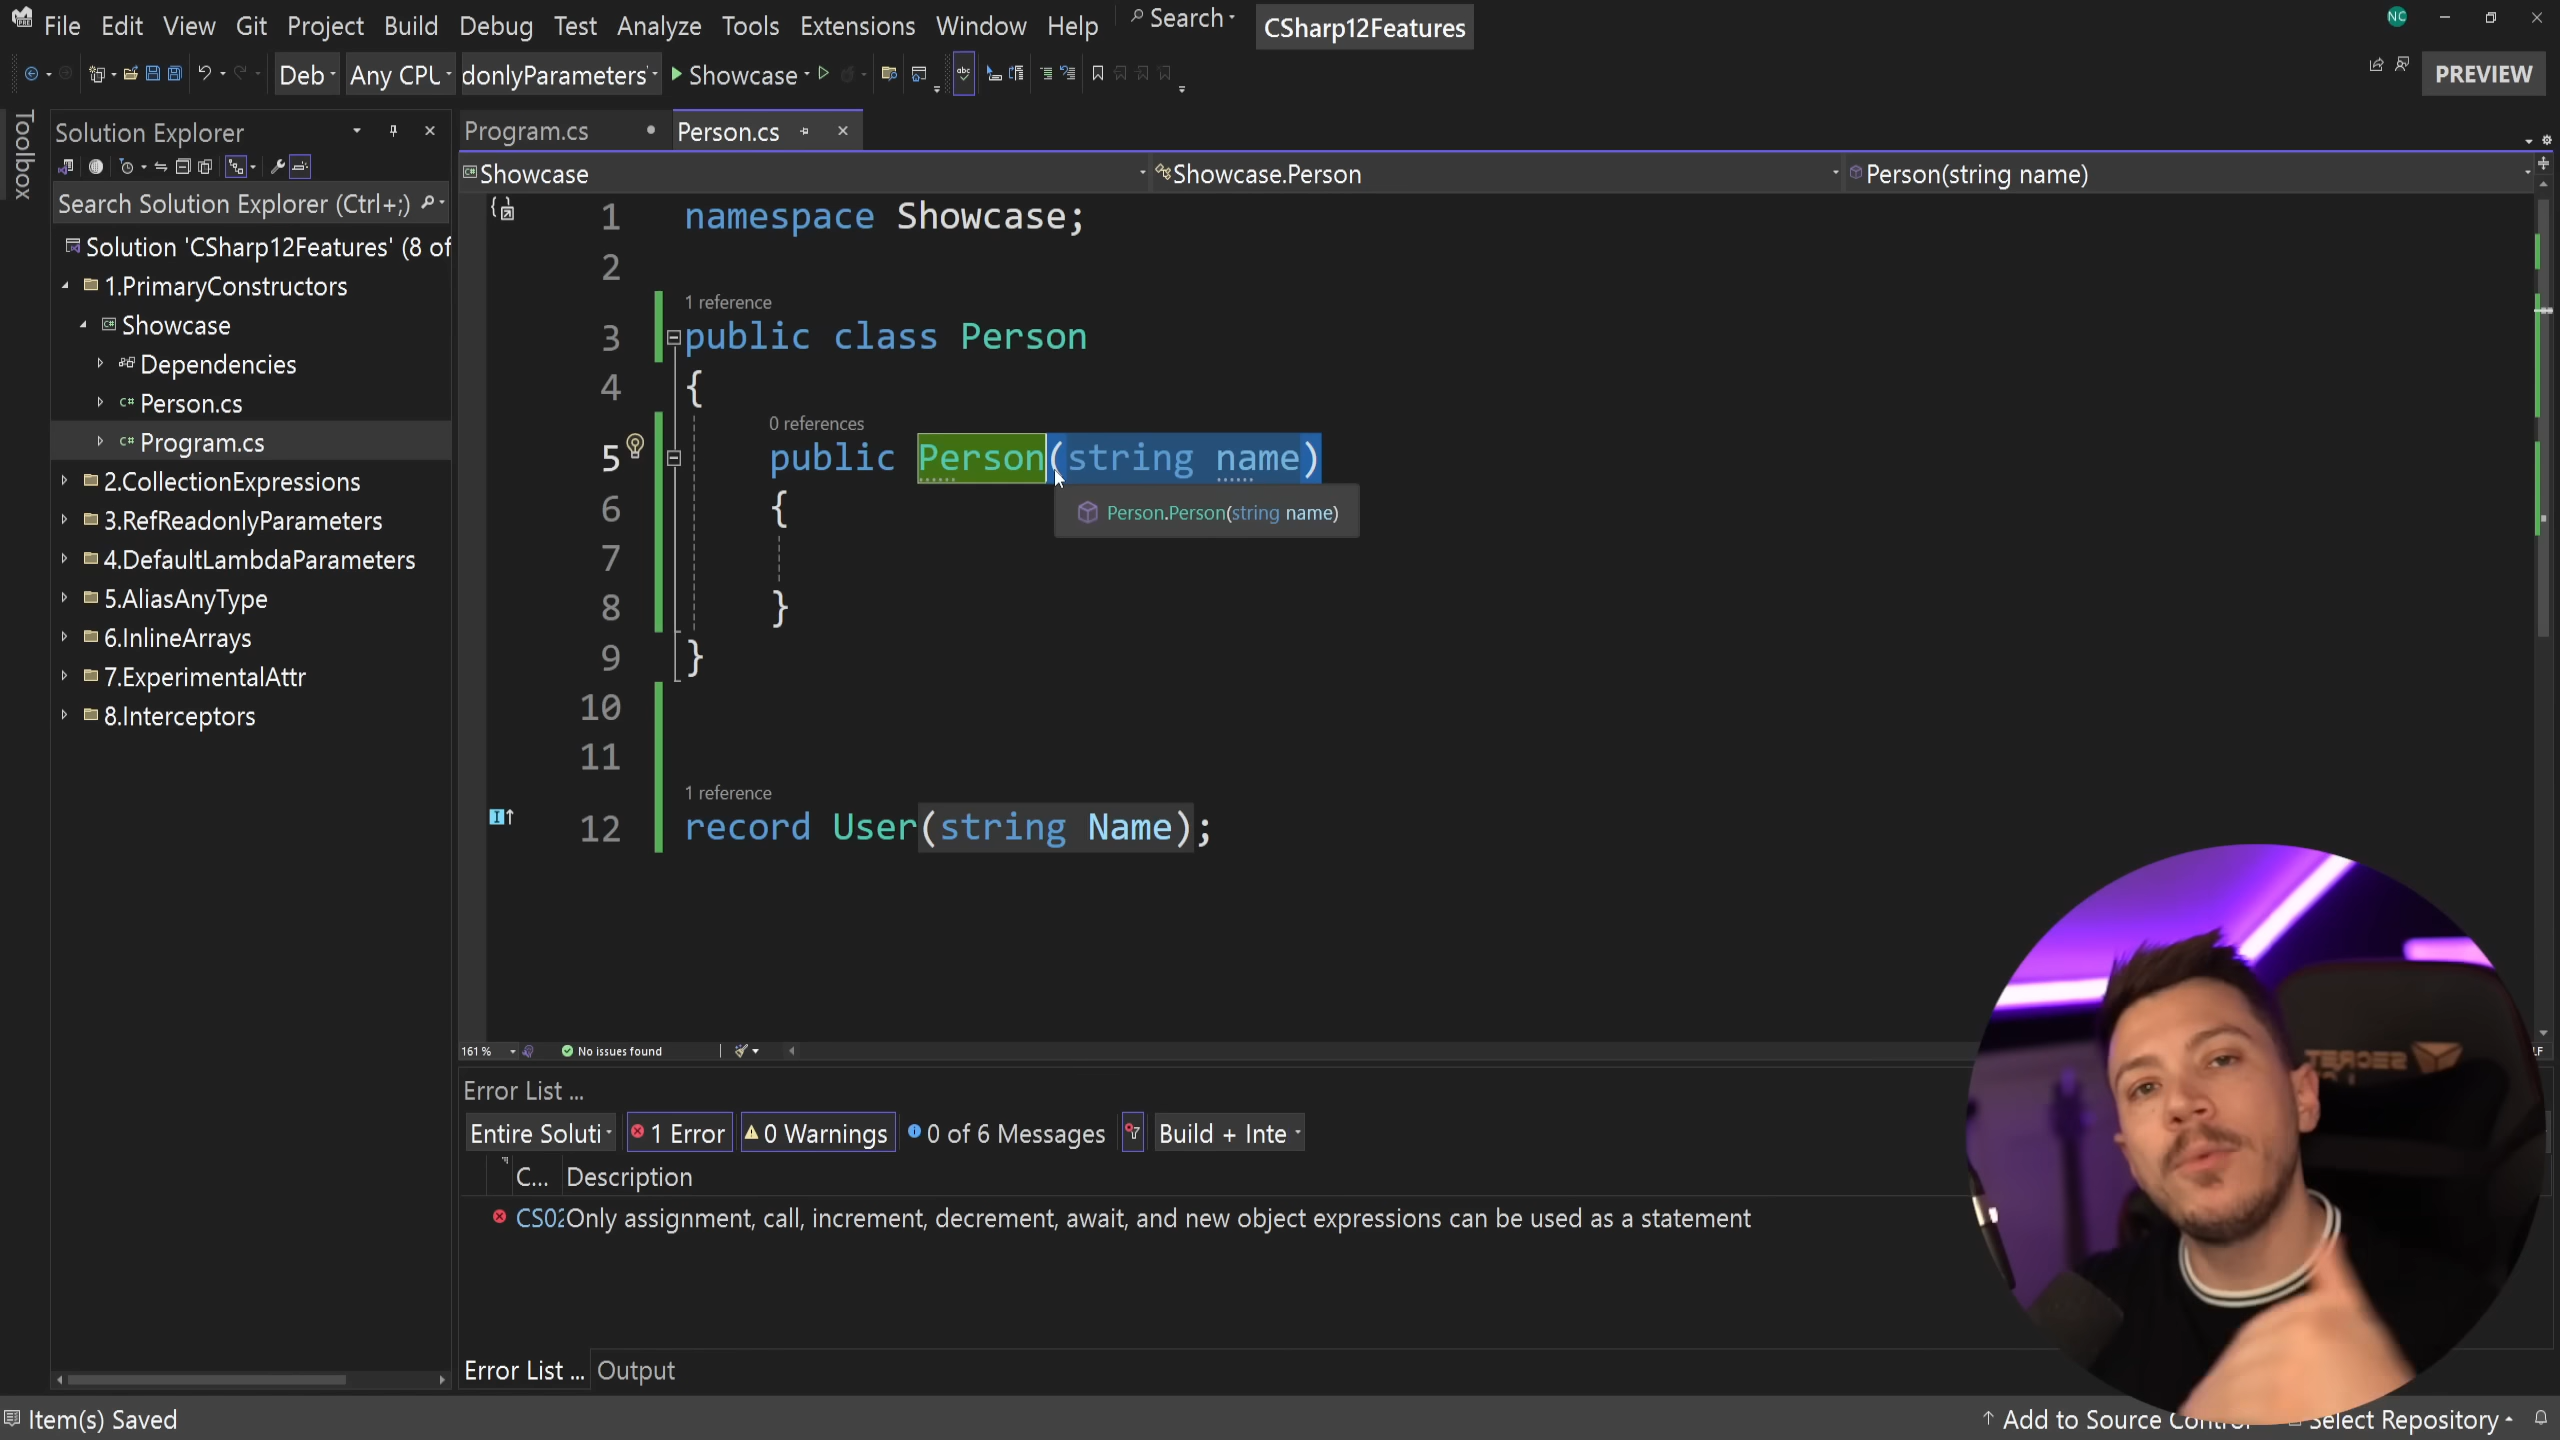 File Edit View Git Project Build Debug Test Analyze Tools Extensions Window Help Search CSharp12Features
NC
Deb Any CPU donlyParameters Showcase PREVIEW
Toolbox
Solution Explorer
Search Solution Explorer (Ctrl+;)
Solution 'CSharp12Features' (8 of
1.PrimaryConstructors
Showcase
Dependencies
C# Person.cs
C# Program.cs
2.CollectionExpressions
3.RefReadonlyParameters
4.DefaultLambdaParameters
5.AliasAnyType
6.InlineArrays
7.ExperimentalAttr
8.Interceptors
Program.cs Person.cs
Showcase Showcase.Person Person(string name)
1 namespace Showcase;
2
1 reference
3 public class Person
4 {
0 references
5 public Person(string name)
Person.Person(string name)
6 {
7
8 }
9 }
10
11
1 reference
12 record User(string Name);
161 % No issues found
Error List ...
Entire Soluti 1 Error 0 Warnings 0 of 6 Messages Build + Inte
C... Description
CS02 Only assignment, call, increment, decrement, await, and new object expressions can be used as a statement
Error List ... Output
Item(s) Saved Add to Source Control Select Repository